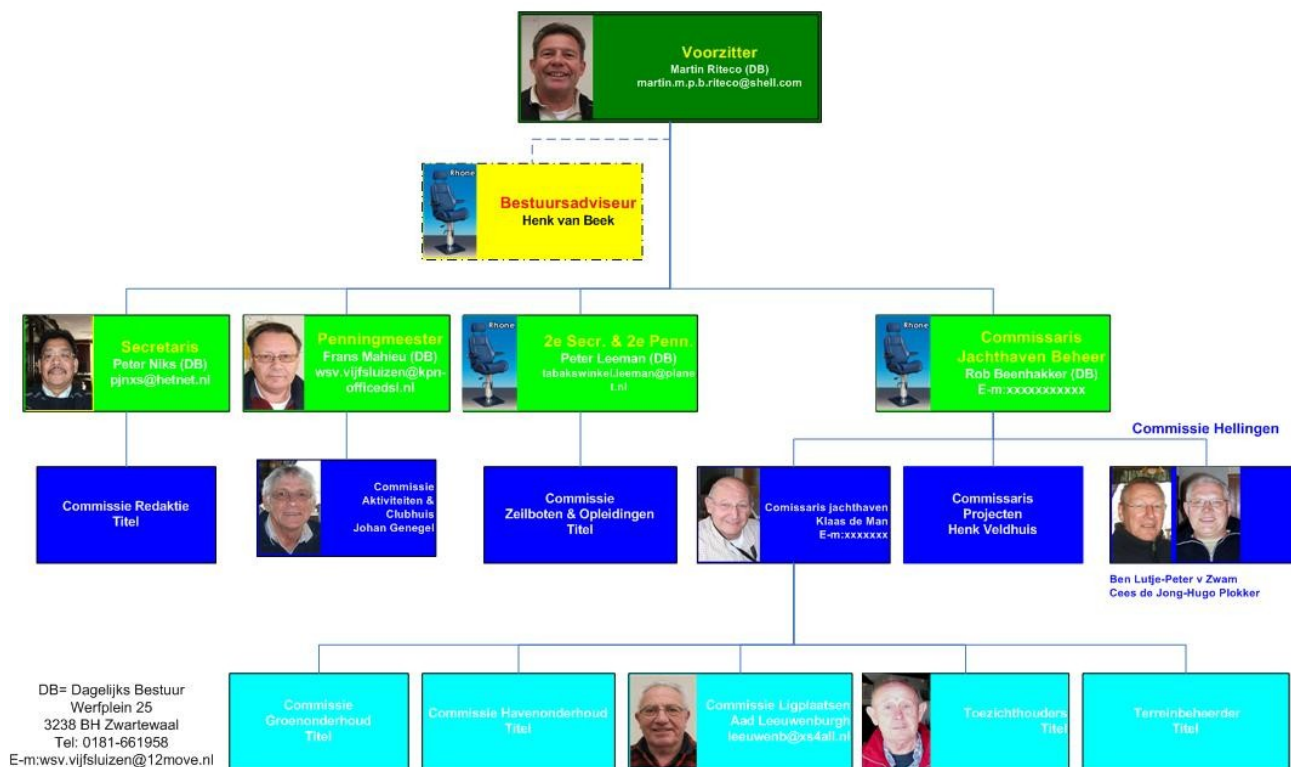 Voorzitter
Martin Riteco (DB)
martin.m.p.b.riteco@shell.com
Rhone
Bestuursadviseur
Henk van Beek
Secretaris
Peter Niks (DB)
pjnxs@hetnet.nl
Penningmeester
Frans Mahieu (DB)
wsv.vijfsluizen@kpn-
officedsl.nl
Rhone
2e Secr. & 2e Penn.
Peter Leeman (DB)
tabakswinkel.leeman@plane
t.nl
Rhone
Commissaris
Jachthaven Beheer
Rob Beenhakker (DB)
E-m:xxxxxxxxxxx
Commissie Hellingen
Commissie Redaktie
Titel
Commissie
Aktiviteiten &
Clubhuis
Johan Genegel
Commissie
Zeilboten & Opleidingen
Titel
Comissaris jachthaven
Klaas de Man
E-m:xxxxxxx
Commissaris
Projecten
Henk Veldhuis
Ben Lutje-Peter v Zwam
Cees de Jong-Hugo Plokker
DB= Dagelijks Bestuur
Werfplein 25
3238 BH Zwartewaal
Tel: 0181-661958
E-m:wsv.vijfsluizen@12move.nl
Commissie
Groenonderhoud
Titel
Commissie Havenonderhoud
Titel
Commissie Ligplaatsen
Aad Leeuwenburgh
leeuwenb@xs4all.nl
Toezichthouders
Titel
Terminbeheerder
Titel